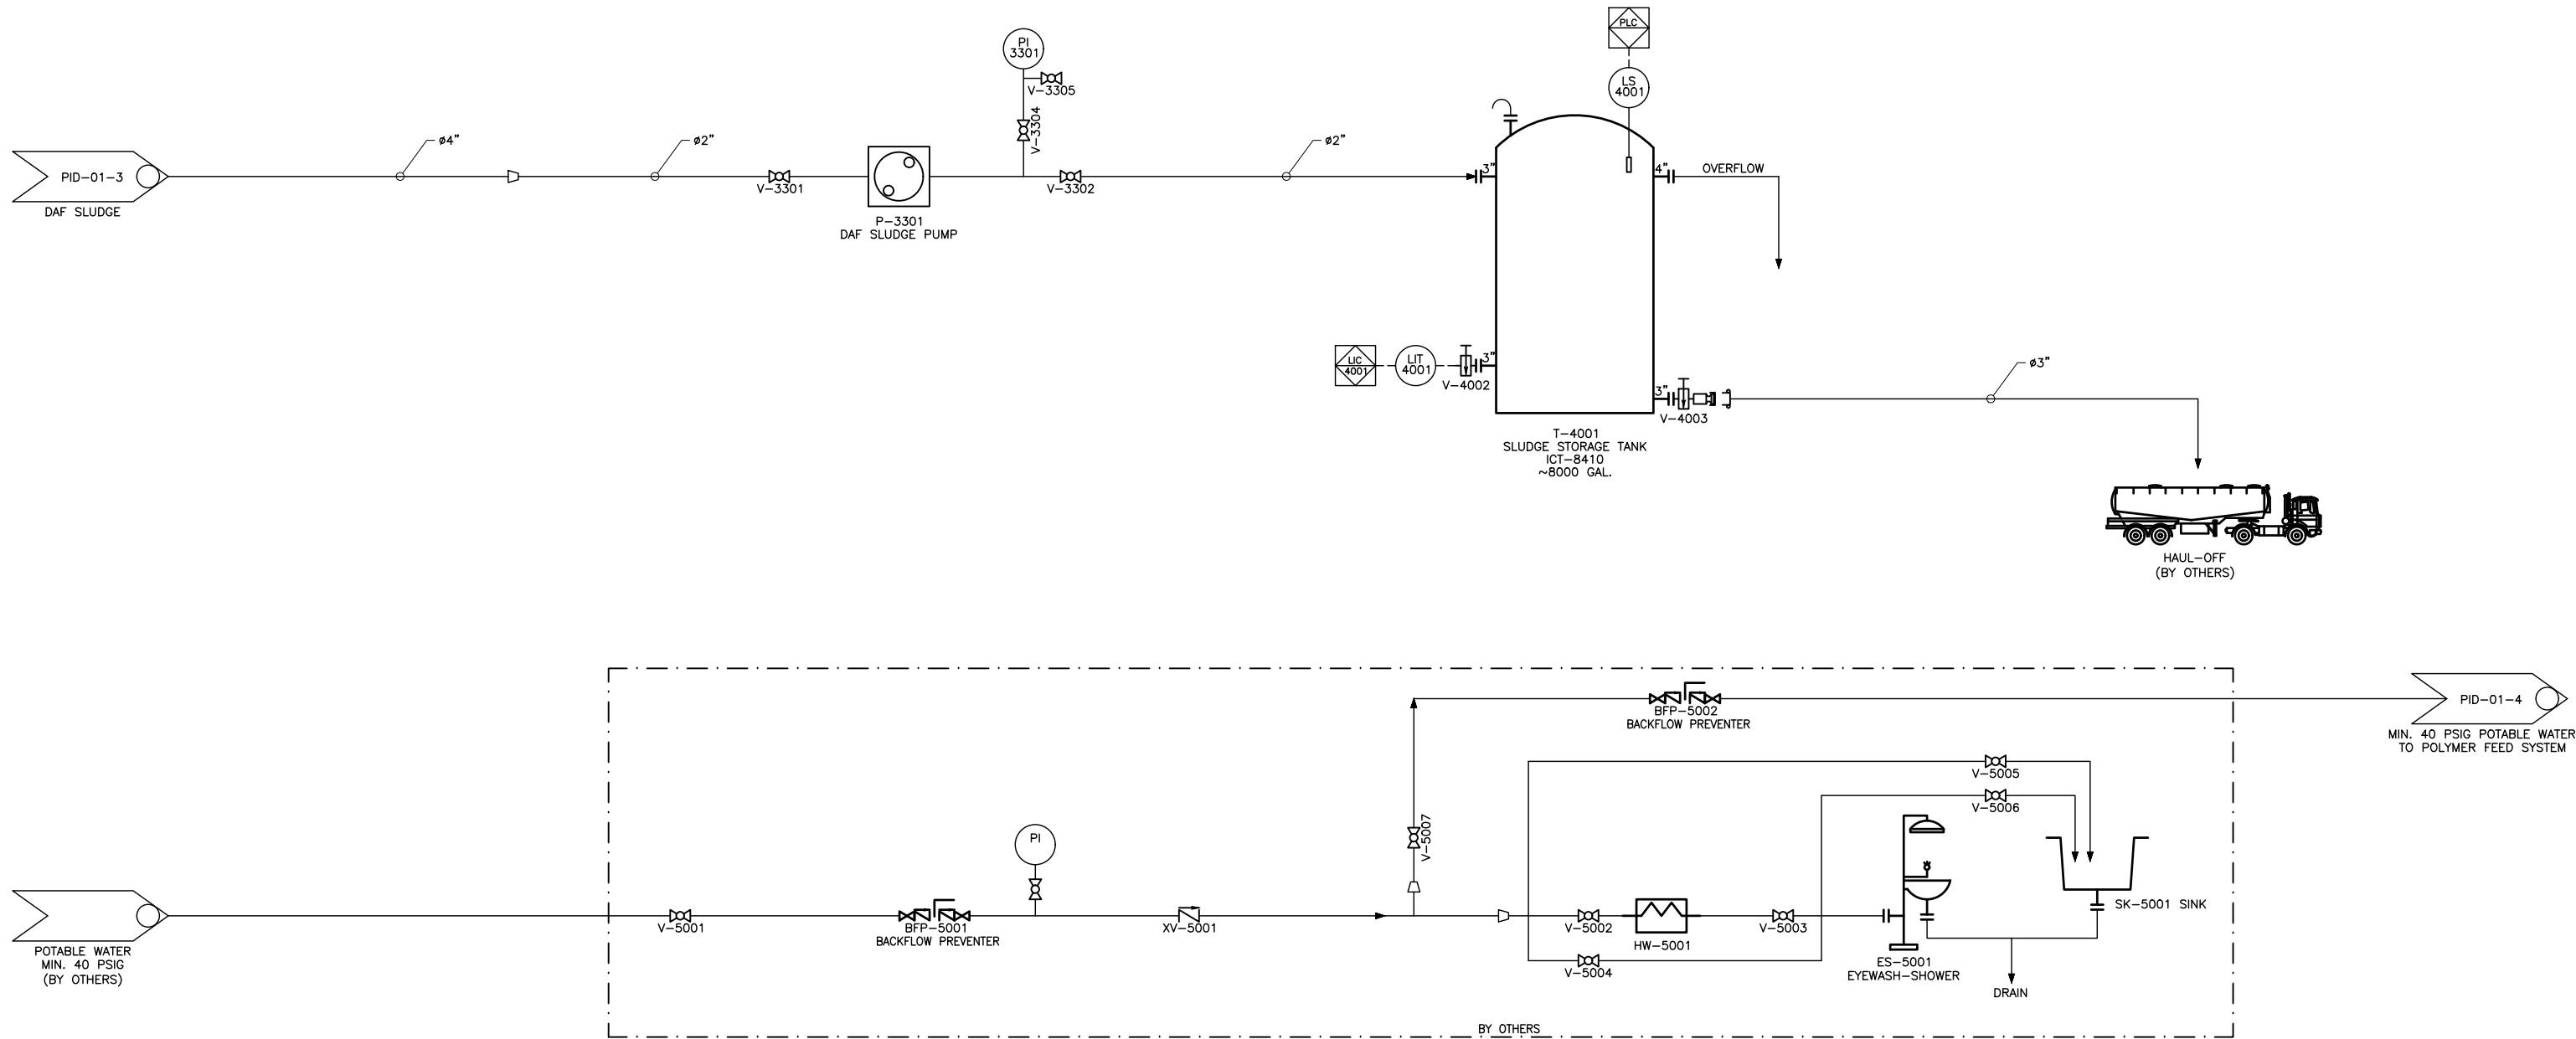 PLC
PI
3301
LS
4001
V-3305
V-3304
ø4"
ø2"
ø2"
PID-01-3
DAF SLUDGE
V-3301
P-3301
DAF SLUDGE PUMP
V-3302
3"
4"
OVERFLOW
LIC
4001
LIT
4001
V-4002
3"
3"
V-4003
ø3"
T-4001
SLUDGE STORAGE TANK
ICT-8410
~8000 GAL.
HAUL-OFF
(BY OTHERS)
BFP-5002
BACKFLOW PREVENTER
PID-01-4
MIN. 40 PSIG POTABLE WATER
TO POLYMER FEED SYSTEM
V-5005
V-5006
V-5007
PI
POTABLE WATER
MIN. 40 PSIG
(BY OTHERS)
V-5001
BFP-5001
BACKFLOW PREVENTER
XV-5001
V-5002
HW-5001
V-5003
V-5004
ES-5001
EYEWASH-SHOWER
SK-5001 SINK
DRAIN
BY OTHERS